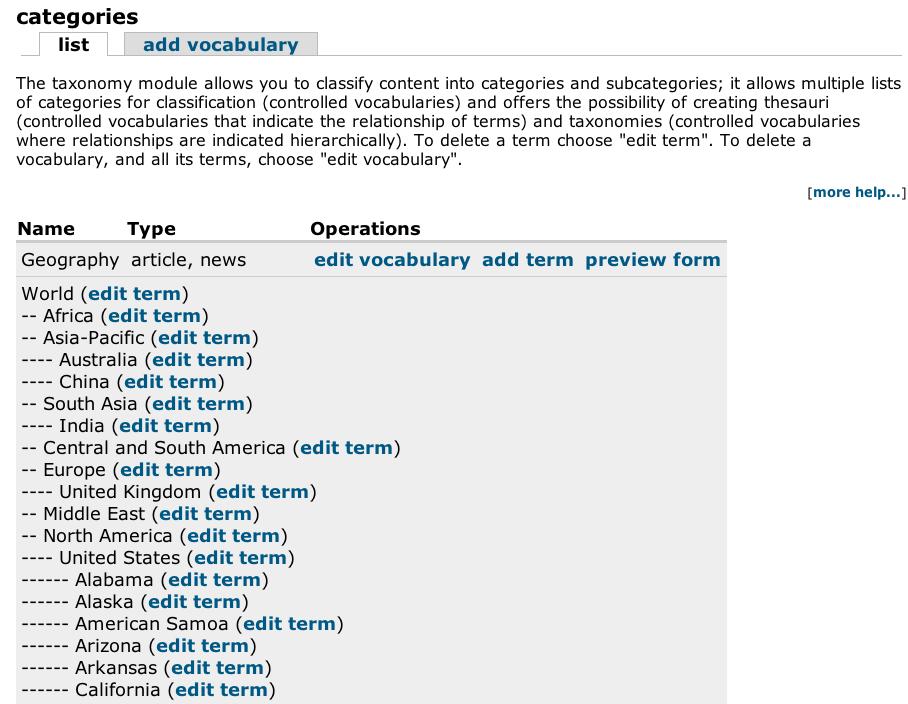 categories
list add vocabulary
The taxonomy module allows you to classify content into categories and subcategories; it allows multiple lists
of categories for classification (controlled vocabularies) and offers the possibility of creating thesauri
(controlled vocabularies that indicate the relationship of terms) and taxonomies (controlled vocabularies
where relationships are indicated hierarchically). To delete a term choose "edit term". To delete a
vocabulary, and all its terms, choose "edit vocabulary".
[more help...]
Name Type Operations
Geography article, news edit vocabulary add term preview form
World (edit term)
-- Africa (edit term)
-- Asia-Pacific (edit term)
---- Australia (edit term)
---- China (edit term)
-- South Asia (edit term)
---- India (edit term)
-- Central and South America (edit term)
-- Europe (edit term)
---- United Kingdom (edit term)
-- Middle East (edit term)
-- North America (edit term)
---- United States (edit term)
------ Alabama (edit term)
------ Alaska (edit term)
------ American Samoa (edit term)
------ Arizona (edit term)
------ Arkansas (edit term)
------ California (edit term)